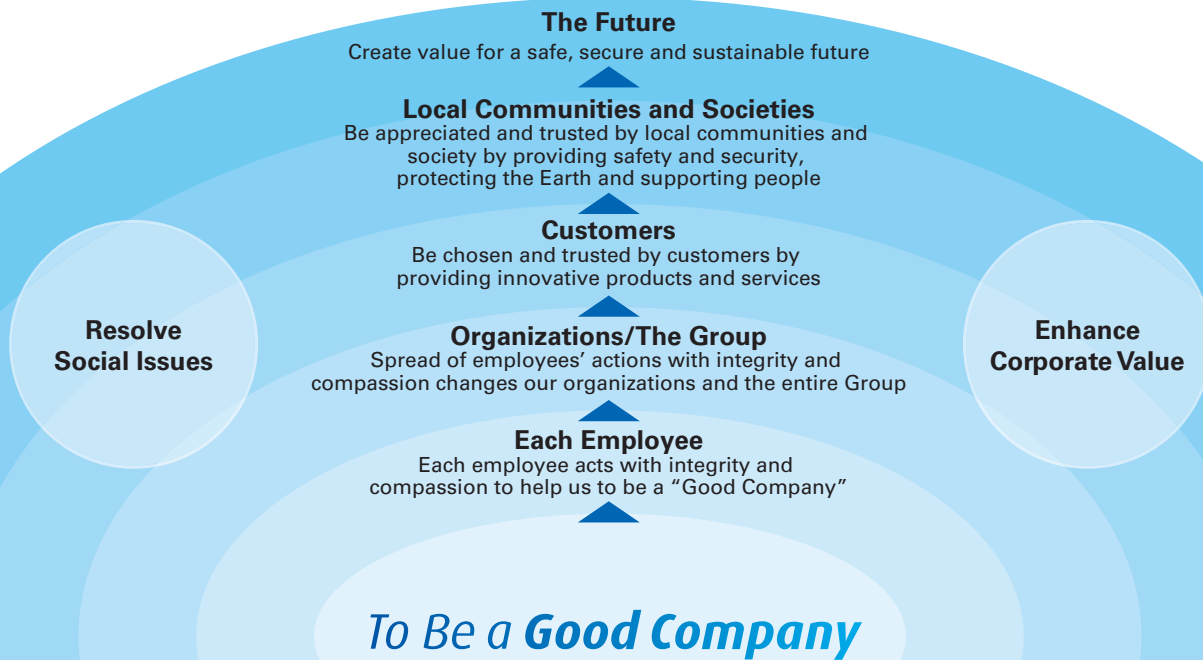 The Future
Create value for a safe, secure and sustainable future
Local Communities and Societies
Be appreciated and trusted by local communities and
society by providing safety and security,
protecting the Earth and supporting people
Customers
Be chosen and trusted by customers by
providing innovative products and services
Resolve
Social Issues
Enhance
Corporate Value
Organizations/The Group
Spread of employees’ actions with integrity and
compassion changes our organizations and the entire Group
Each Employee
Each employee acts with integrity and
compassion to help us to be a “Good Company”
To Be a Good Company